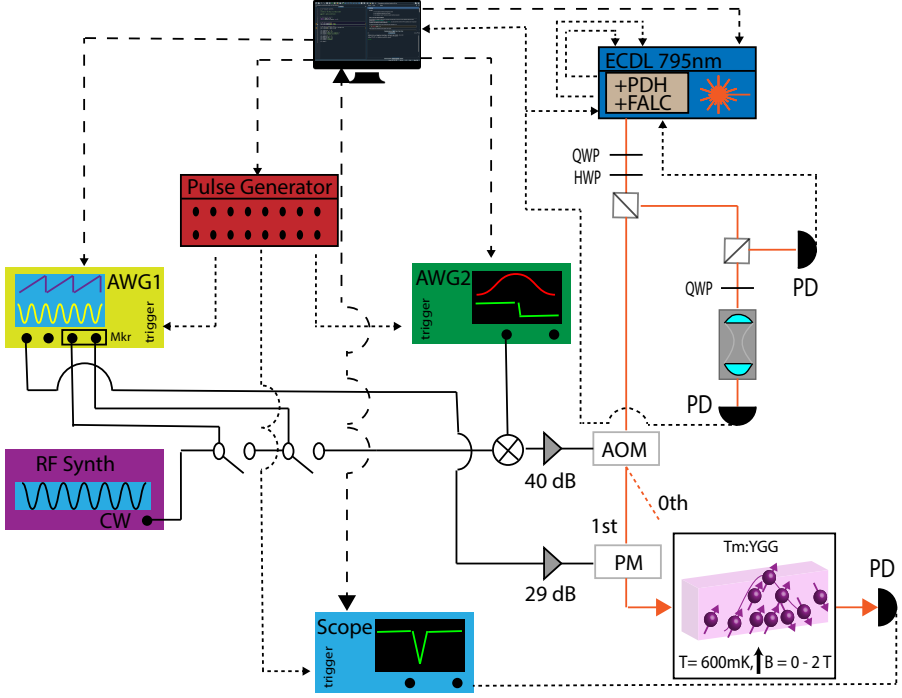 ECDL 795nm
+PDH
+FALC
QWP
HWP
Pulse Generator
PD
QWP
AWG1
trigger
Mkr
AWG2
trigger
PD
RF Synth
CW
40 dB
AOM
0th
1st
29 dB
PM
Tm:YGG
T= 600mK, B = 0 - 2 T
PD
Scope
trigger